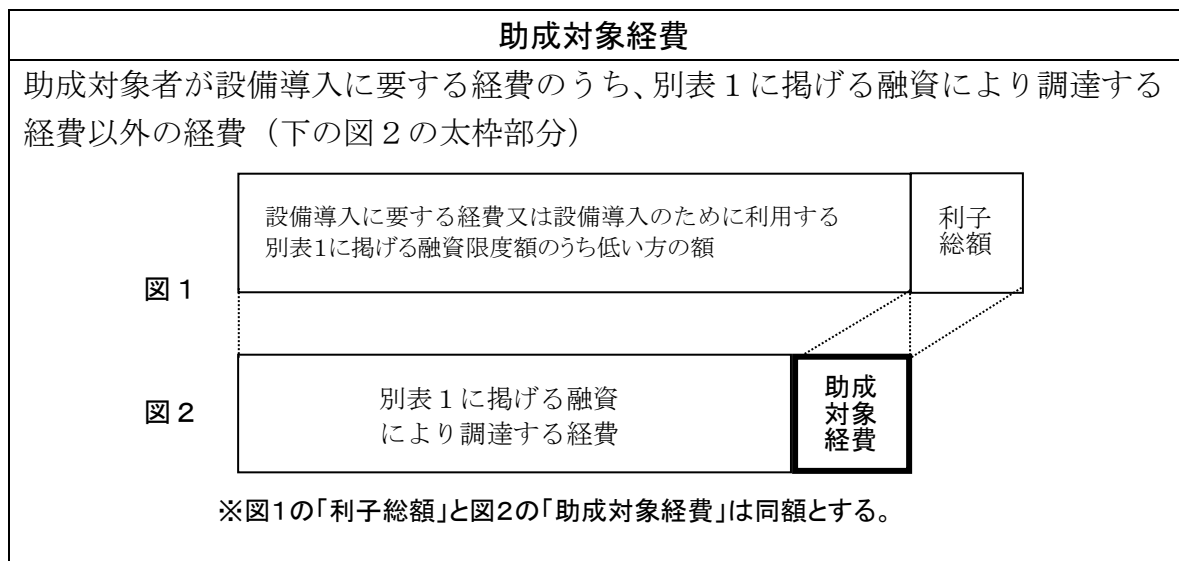 助成対象経費
助成対象者が設備導入に要する経費のうち、別表１に掲げる融資により調達する
経費以外の経費（下の図２の太枠部分）
設備導入に要する経費又は設備導入のために利用する
別表1に掲げる融資限度額のうち低い方の額
利子
総額
図１
別表１に掲げる融資
により調達する経費
助成
対象
経費
図２
※図１の「利子総額」と図２の「助成対象経費」は同額とする。